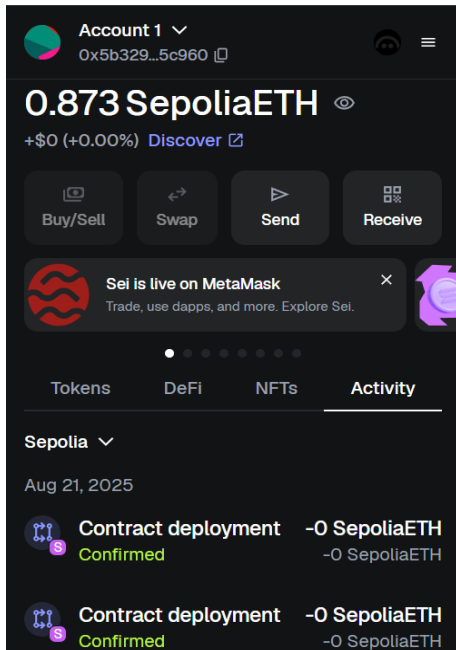 Account 1
0x5b329...5c960
0.873 SepoliaETH
+$0 (+0.00%) Discover
Buy/Sell
Swap
Send
Receive
Sei is live on MetaMask
Trade, use dapps, and more. Explore Sei.
Tokens
DeFi
NFTs
Activity
Sepolia
Aug 21, 2025
Contract deployment -0 SepoliaETH
S
Confirmed -0 SepoliaETH
Contract deployment -0 SepoliaETH
S
Confirmed -0 SepoliaETH